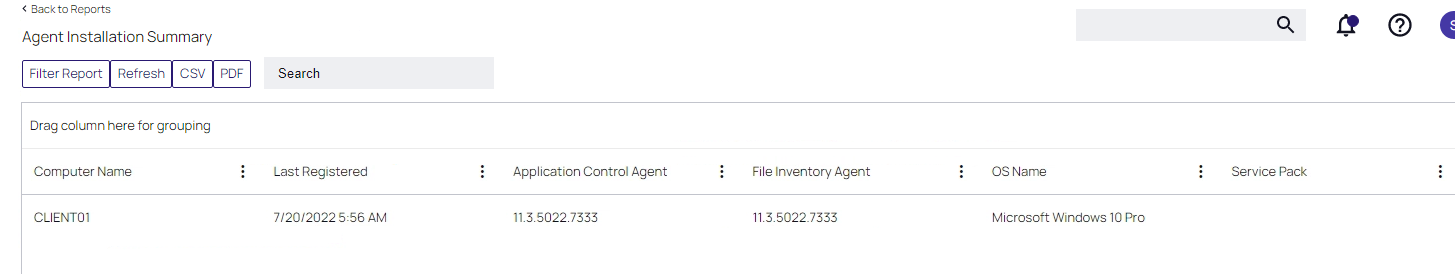 Back to Reports
Agent Installation Summary
Filter Report Refresh CSV PDF Search
Drag column here for grouping
Computer Name Last Registered Application Control Agent File Inventory Agent OS Name Service Pack
CLIENT01 7/20/2022 5:56 AM 11.3.5022.7333 11.3.5022.7333 Microsoft Windows 10 Pro